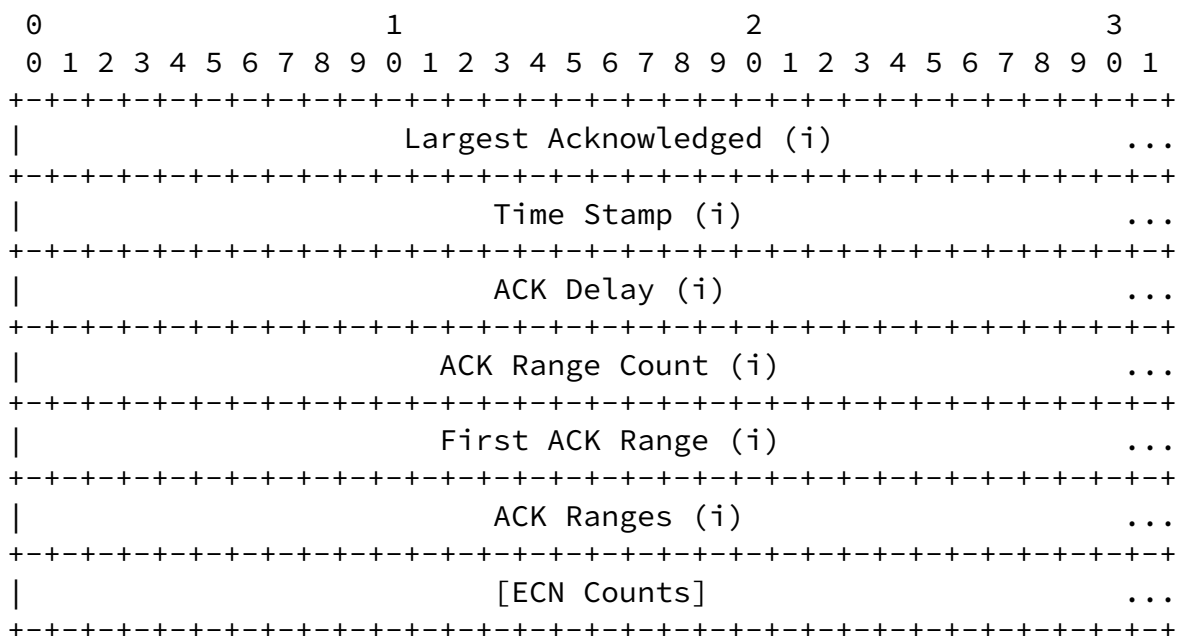 0                   1                   2                   3
0 1 2 3 4 5 6 7 8 9 0 1 2 3 4 5 6 7 8 9 0 1 2 3 4 5 6 7 8 9 0 1
+-+-+-+-+-+-+-+-+-+-+-+-+-+-+-+-+-+-+-+-+-+-+-+-+-+-+-+-+-+-+-+-+
|                     Largest Acknowledged (i)                ...
+-+-+-+-+-+-+-+-+-+-+-+-+-+-+-+-+-+-+-+-+-+-+-+-+-+-+-+-+-+-+-+-+
|                          Time Stamp (i)                     ...
+-+-+-+-+-+-+-+-+-+-+-+-+-+-+-+-+-+-+-+-+-+-+-+-+-+-+-+-+-+-+-+-+
|                          ACK Delay (i)                      ...
+-+-+-+-+-+-+-+-+-+-+-+-+-+-+-+-+-+-+-+-+-+-+-+-+-+-+-+-+-+-+-+-+
|                       ACK Range Count (i)                   ...
+-+-+-+-+-+-+-+-+-+-+-+-+-+-+-+-+-+-+-+-+-+-+-+-+-+-+-+-+-+-+-+-+
|                       First ACK Range (i)                   ...
+-+-+-+-+-+-+-+-+-+-+-+-+-+-+-+-+-+-+-+-+-+-+-+-+-+-+-+-+-+-+-+-+
|                          ACK Ranges (i)                     ...
+-+-+-+-+-+-+-+-+-+-+-+-+-+-+-+-+-+-+-+-+-+-+-+-+-+-+-+-+-+-+-+-+
|                          [ECN Counts]                       ...
+-+-+-+-+-+-+-+-+-+-+-+-+-+-+-+-+-+-+-+-+-+-+-+-+-+-+-+-+-+-+-+-+